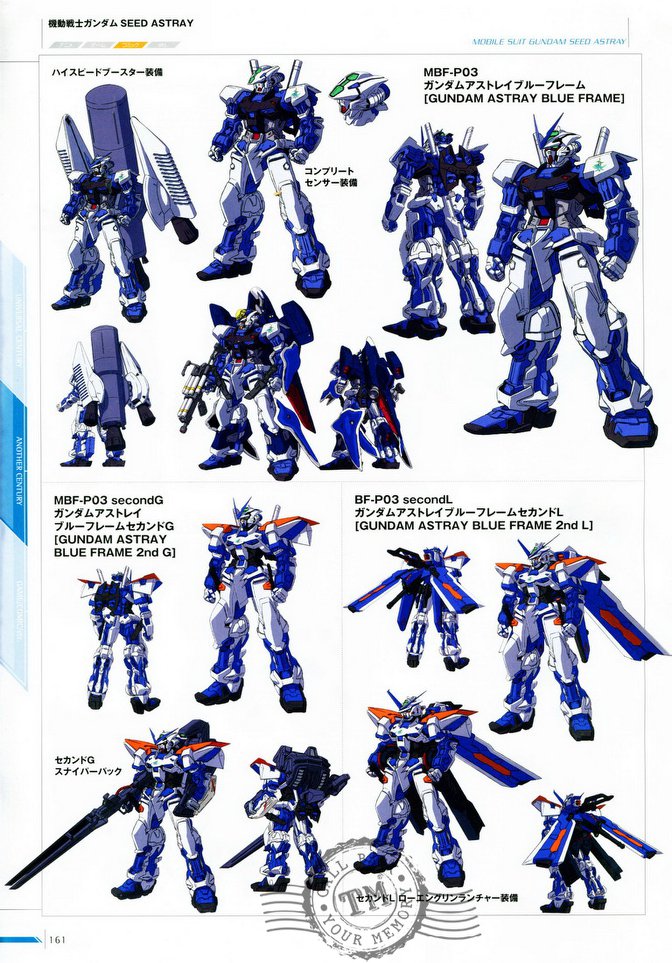 機動戦士ガンダム SEED ASTRAY
MOBILE SUIT GUNDAM SEED ASTRAY
ハイスピードブースター装備
コンプリート
センサー装備
MBF-P03
ガンダムアストレイブルーフレーム
[GUNDAM ASTRAY BLUE FRAME]
UNIVERSAL CENTURY
ANOTHER CENTURY
MBF-P03 secondG
ガンダムアストレイ
ブルーフレームセカンドG
[GUNDAM ASTRAY
BLUE FRAME 2nd G]
BF-P03 secondL
ガンダムアストレイブルーフレームセカンドL
[GUNDAM ASTRAY BLUE FRAME 2nd L]
セカンドG
スナイパーパック
セカンドL ローエングリンランチャー装備
TM
YOUR MEMORY
161